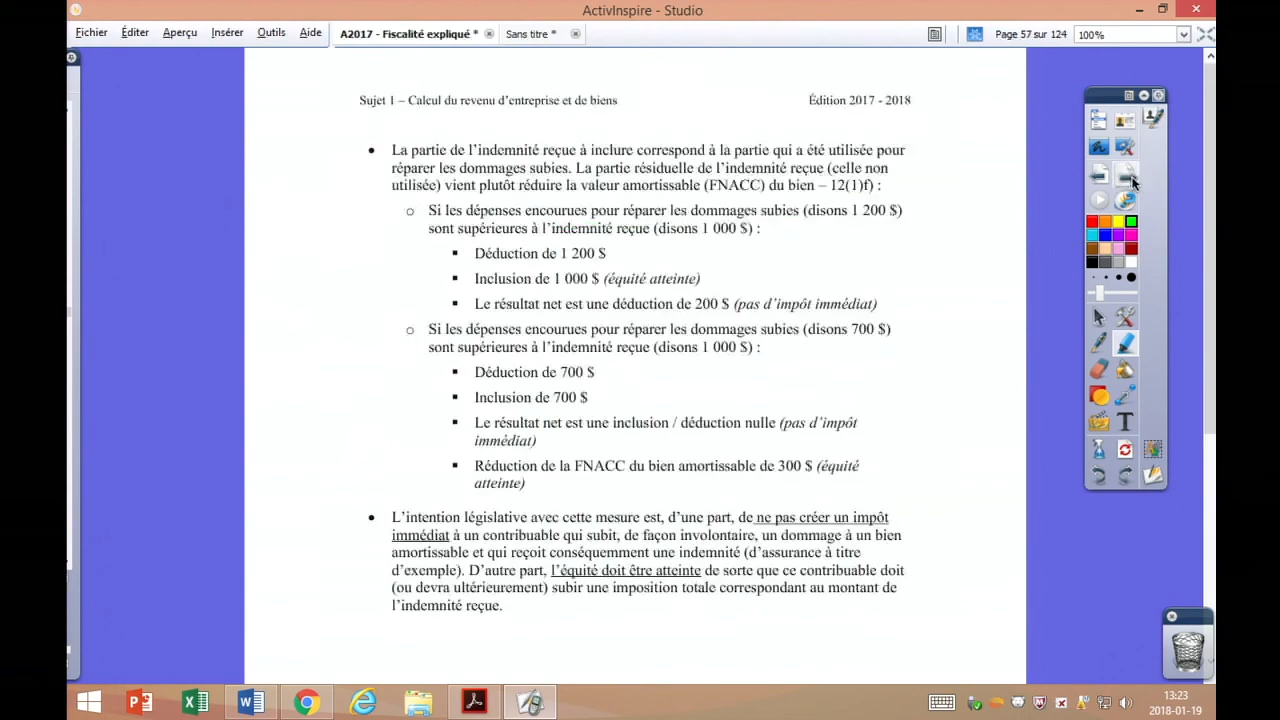 ActivInspire - Studio
Fichier Éditer Aperçu Insérer Outils Aide A2017 - Fiscalité expliqué * Sans titre * Page 57 sur 124 100%
Sujet 1 – Calcul du revenu d’entreprise et de biens Édition 2017 - 2018
• La partie de l’indemnité reçue à inclure correspond à la partie qui a été utilisée pour
réparer les dommages subies. La partie résiduelle de l’indemnité reçue (celle non
utilisée) vient plutôt réduire la valeur amortissable (FNACC) du bien – 12(1)f) :
o Si les dépenses encourues pour réparer les dommages subies (disons 1 200 $)
sont supérieures à l’indemnité reçue (disons 1 000 $) :
▪ Déduction de 1 200 $
▪ Inclusion de 1 000 $ (équité atteinte)
▪ Le résultat net est une déduction de 200 $ (pas d’impôt immédiat)
o Si les dépenses encourues pour réparer les dommages subies (disons 700 $)
sont supérieures à l’indemnité reçue (disons 1 000 $) :
▪ Déduction de 700 $
▪ Inclusion de 700 $
▪ Le résultat net est une inclusion / déduction nulle (pas d’impôt
immédiat)
▪ Réduction de la FNACC du bien amortissable de 300 $ (équité
atteinte)
• L’intention législative avec cette mesure est, d’une part, de ne pas créer un impôt
immédiat à un contribuable qui subit, de façon involontaire, un dommage à un bien
amortissable et qui reçoit conséquemment une indemnité (d’assurance à titre
d’exemple). D’autre part, l’équité doit être atteinte de sorte que ce contribuable doit
(ou devra ultérieurement) subir une imposition totale correspondant au montant de
l’indemnité reçue.
13:23
2018-01-19